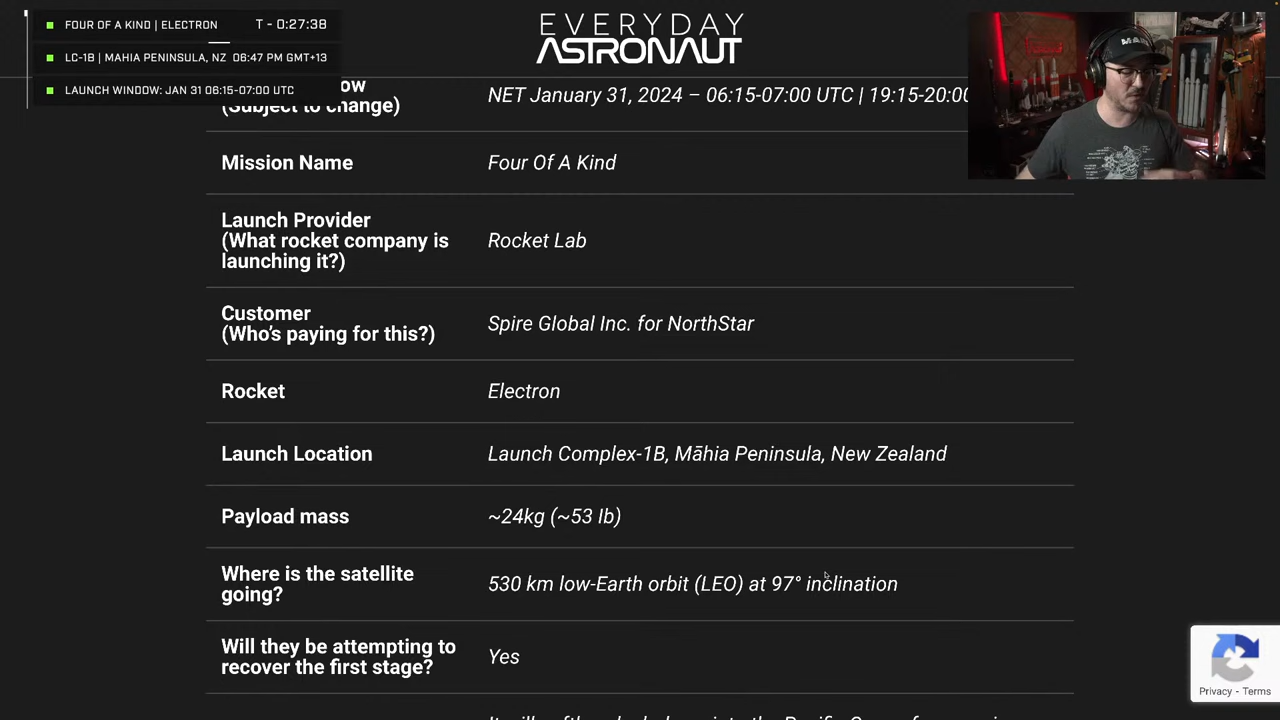 FOUR OF A KIND | ELECTRON
T - 0:27:38
LC-1B | MAHIA PENINSULA, NZ 06:47 PM GMT+13
LAUNCH WINDOW: JAN 31 06:15-07:00 UTC
EVERYDAY
ASTRONAUT
(Subject to change)
NET January 31, 2024 – 06:15-07:00 UTC | 19:15-20:00
Mission Name
Four Of A Kind
Launch Provider
(What rocket company is
launching it?)
Rocket Lab
Customer
(Who's paying for this?)
Spire Global Inc. for NorthStar
Rocket
Electron
Launch Location
Launch Complex-1B, Māhia Peninsula, New Zealand
Payload mass
~24kg (~53 lb)
Where is the satellite
going?
530 km low-Earth orbit (LEO) at 97° inclination
Will they be attempting to
recover the first stage?
Yes
Privacy - Terms